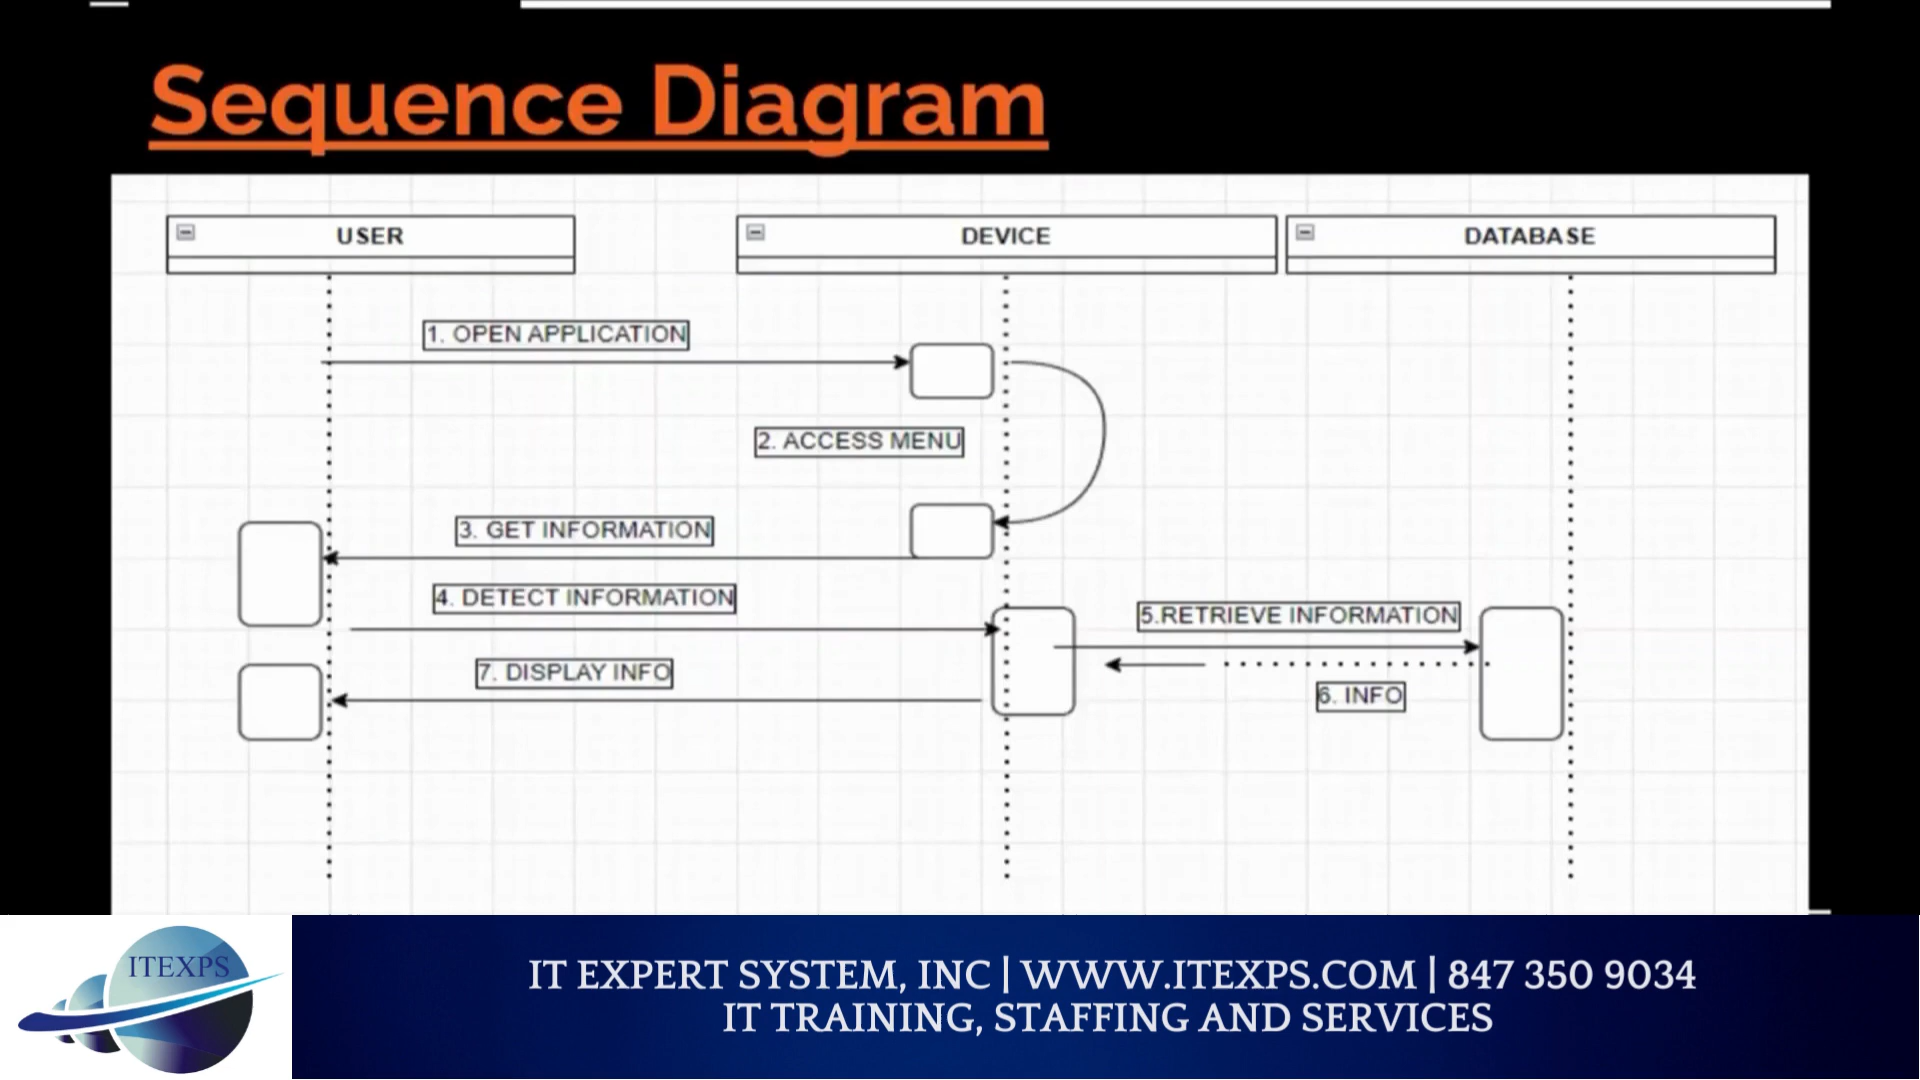 Sequence Diagram
USER
DEVICE
DATABASE
1. OPEN APPLICATION
2. ACCESS MENU
3. GET INFORMATION
4. DETECT INFORMATION
5.RETRIEVE INFORMATION
7. DISPLAY INFO
6. INFO
ITEXPS
IT EXPERT SYSTEM, INC | WWW.ITEXPS.COM | 847 350 9034
IT TRAINING, STAFFING AND SERVICES